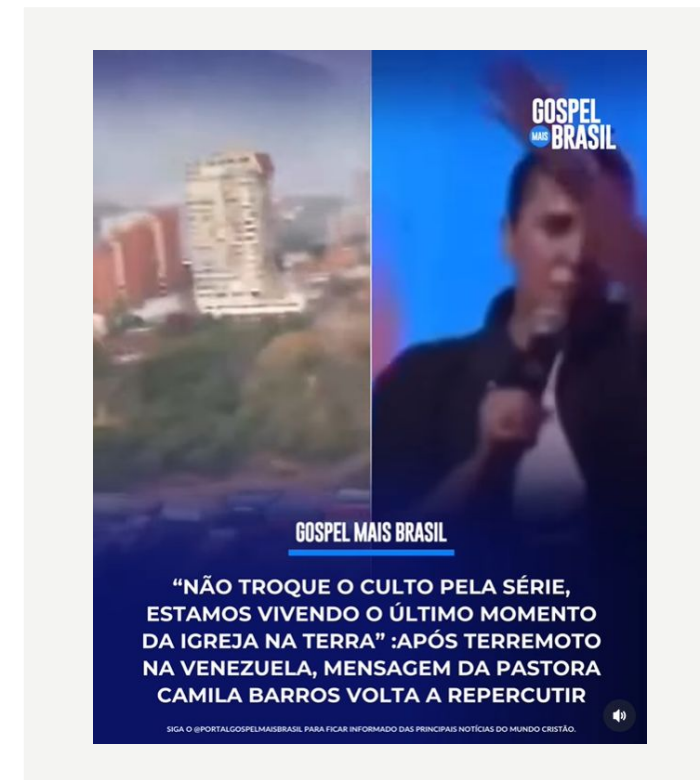 GOSPEL
MAIS BRASIL
GOSPEL MAIS BRASIL
“NÃO TROQUE O CULTO PELA SÉRIE,
ESTAMOS VIVENDO O ÚLTIMO MOMENTO
DA IGREJA NA TERRA” :APÓS TERREMOTO
NA VENEZUELA, MENSAGEM DA PASTORA
CAMILA BARROS VOLTA A REPERCUTIR
SIGA O @PORTALGOSPELMAISBRASIL PARA FICAR INFORMADO DAS PRINCIPAIS NOTÍCIAS DO MUNDO CRISTÃO.